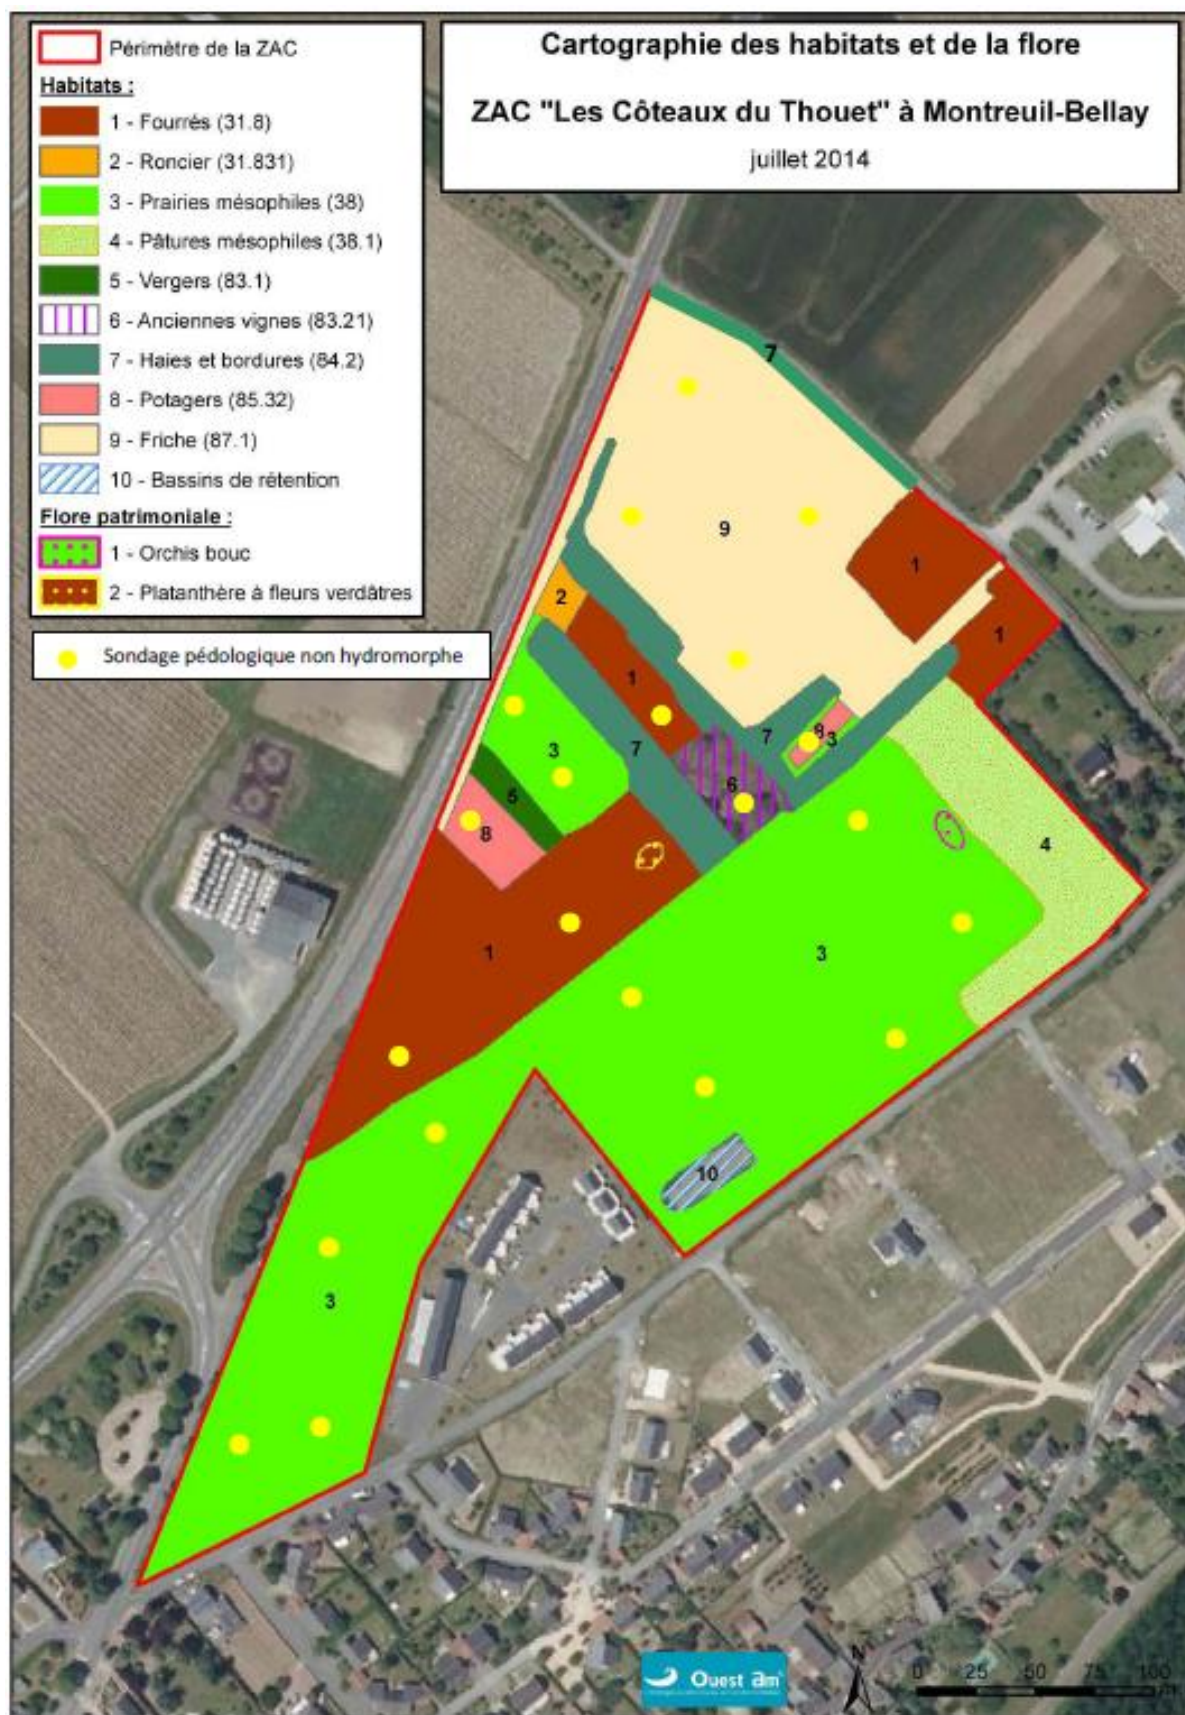 Cartographie des habitats et de la flore
ZAC "Les Côteaux du Thouet" à Montreuil-Bellay
juillet 2014
Périmètre de la ZAC
Habitats :
1 - Fourrés (31.8)
2 - Roncier (31.831)
3 - Prairies mésophiles (38)
4 - Pâtures mésophiles (38.1)
5 - Vergers (83.1)
6 - Anciennes vignes (83.21)
7 - Haies et bordures (84.2)
8 - Potagers (85.32)
9 - Friche (87.1)
10 - Bassins de rétention
Flore patrimoniale :
1 - Orchis bouc
2 - Platanthère à fleurs verdâtres
Sondage pédologique non hydromorphe
7
9
1
2
1
1
7
7
8
3
3
6
5
8
4
1
3
10
3
Ouest am'
N
0 25 50 75 100